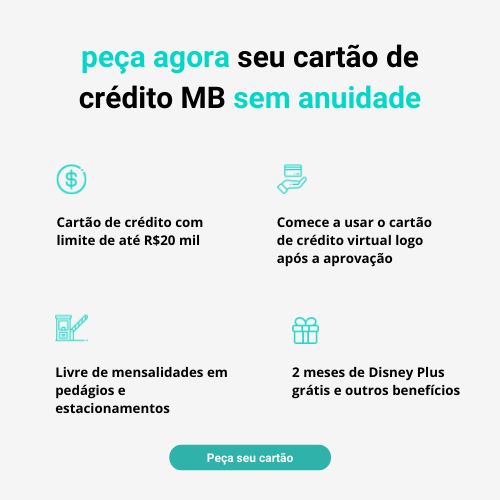 peça agora seu cartão de
crédito MB sem anuidade
Cartão de crédito com
limite de até R$20 mil
Comece a usar o cartão
de crédito virtual logo
após a aprovação
Livre de mensalidades em
pedágios e
estacionamentos
2 meses de Disney Plus
grátis e outros benefícios
Peça seu cartão